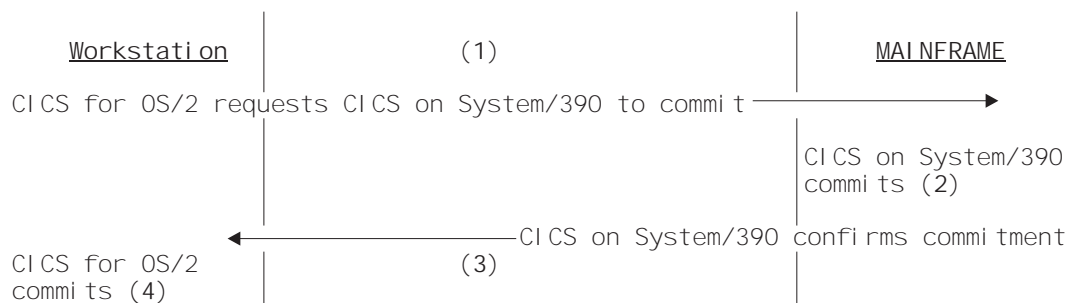 Workstation (1) MAINFRAME
CICS for OS/2 requests CICS on System/390 to commit
CICS on System/390
commits (2)
CICS on System/390 confirms commitment
CICS for OS/2 (3)
commits (4)